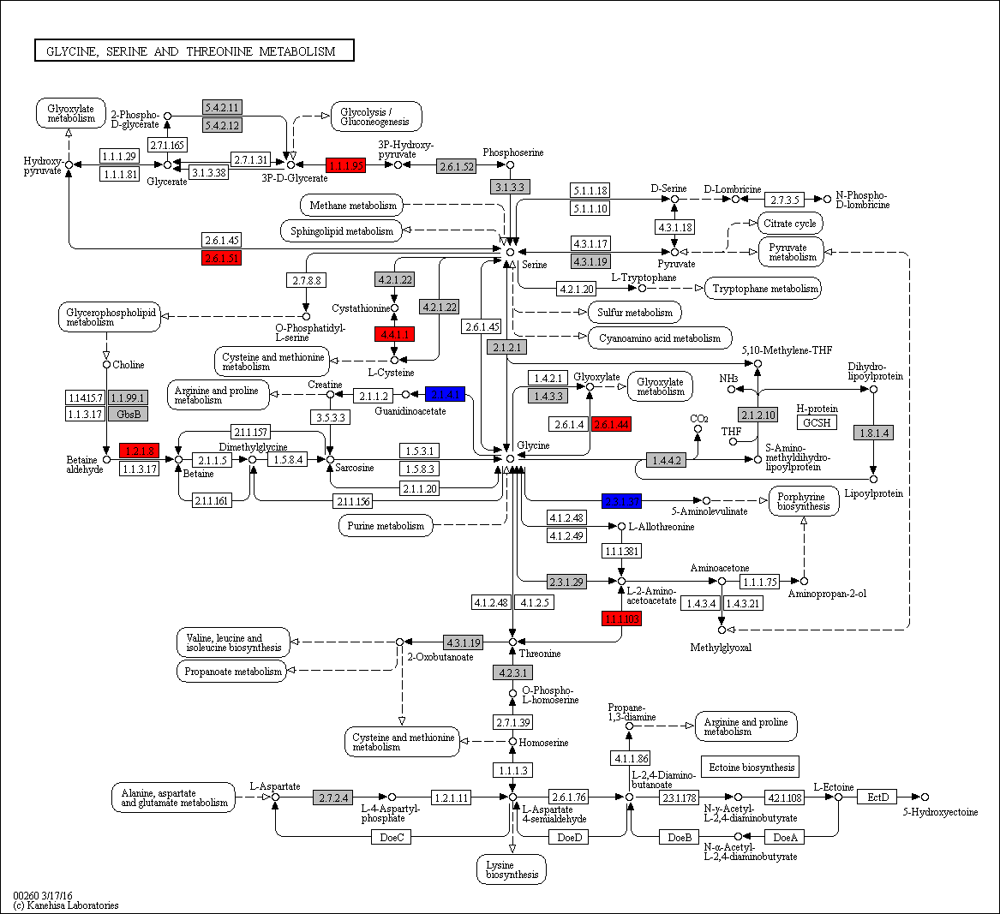 GLYCINE, SERINE AND THREONINE METABOLISM
Glyoxylate
metabolism
2-Phospho-
D-glycerate
5.4.2.11
5.4.2.12
Glycolysis /
Gluconeogenesis
2.7.1.165
3P-Hydroxy-
pyruvate
Phosphoserine
Hydroxy-
pyruvate
1.1.1.29
1.1.1.81
Glycerate
2.7.1.31
3.1.3.38
3P-D-Glycerate
1.1.1.95
2.6.1.52
3.1.3.3
Methane metabolism
Sphingolipid metabolism
5.1.1.18
5.1.1.10
D-Serine
D-Lombricine
2.7.3.5
N-Phospho-
D-lombricine
4.3.1.18
Citrate cycle
2.6.1.45
2.6.1.51
Serine
4.3.1.17
4.3.1.19
Pyruvate
Pyruvate
metabolism
2.7.8.8
4.2.1.22
4.2.1.22
4.2.1.20
L-Tryptophane
Tryptophane metabolism
Cystathionine
Sulfur metabolism
Glycerophospholipid
metabolism
O-Phosphatidyl-
L-serine
4.4.1.1
2.6.1.45
2.1.2.1
Cyanoamino acid metabolism
Choline
Cysteine and methionine
metabolism
L-Cysteine
5,10-Methylene-THF
Arginine and proline
metabolism
Creatine
2.1.1.2
Guanidinoacetate
2.1.4.1
1.4.2.1
1.4.3.3
Glyoxylate
Glyoxylate
metabolism
NH3
Dihydro-
lipoylprotein
1.14.15.7
1.1.99.1
1.1.3.17
GbsB
3.5.3.3
2.6.1.4
2.6.1.44
CO2
THF
2.1.2.10
H-protein
GCSH
1.8.1.4
2.1.1.157
Betaine
aldehyde
1.2.1.8
1.1.3.17
Betaine
2.1.1.5
Dimethylglycine
1.5.8.4
Sarcosine
1.5.3.1
1.5.8.3
Glycine
1.4.4.2
S-Amino-
methyldihydro-
lipoylprotein
2.1.1.20
2.1.1.161
2.1.1.156
Lipoylprotein
Purine metabolism
2.3.1.37
5-Aminolevulinate
Porphyrine
biosynthesis
4.1.2.48
4.1.2.49
L-Allothreonine
1.1.1.381
2.3.1.29
L-2-Amino-
acetoacetate
Aminoacetone
1.1.1.75
Aminopropan-2-ol
4.1.2.48
4.1.2.5
1.4.3.4
1.4.3.21
1.1.1.103
Methylglyoxal
Valine, leucine and
isoleucine biosynthesis
4.3.1.19
2-Oxobutanoate
Threonine
Propanoate metabolism
4.2.3.1
O-Phospho-
L-homoserine
2.7.1.39
Propane-
1,3-diamine
Arginine and proline
metabolism
Cysteine and methionine
metabolism
Homoserine
4.1.1.86
Ectoine biosynthesis
1.1.1.3
L-2,4-Diamino-
butanoate
Alanine, aspartate
and glutamate metabolism
L-Aspartate
2.7.2.4
L-4-Aspartyl-
phosphate
1.2.1.11
L-Aspartate
4-semialdehyde
2.6.1.76
2.3.1.178
N-γ-Acetyl-
L-2,4-diaminobutyrate
4.2.1.108
L-Ectoine
EctD
5-Hydroxyectoine
DoeC
DoeD
DoeB
DoeA
N-α-Acetyl-
L-2,4-diaminobutyrate
Lysine
biosynthesis
00260 3/17/16
(c) Kanehisa Laboratories